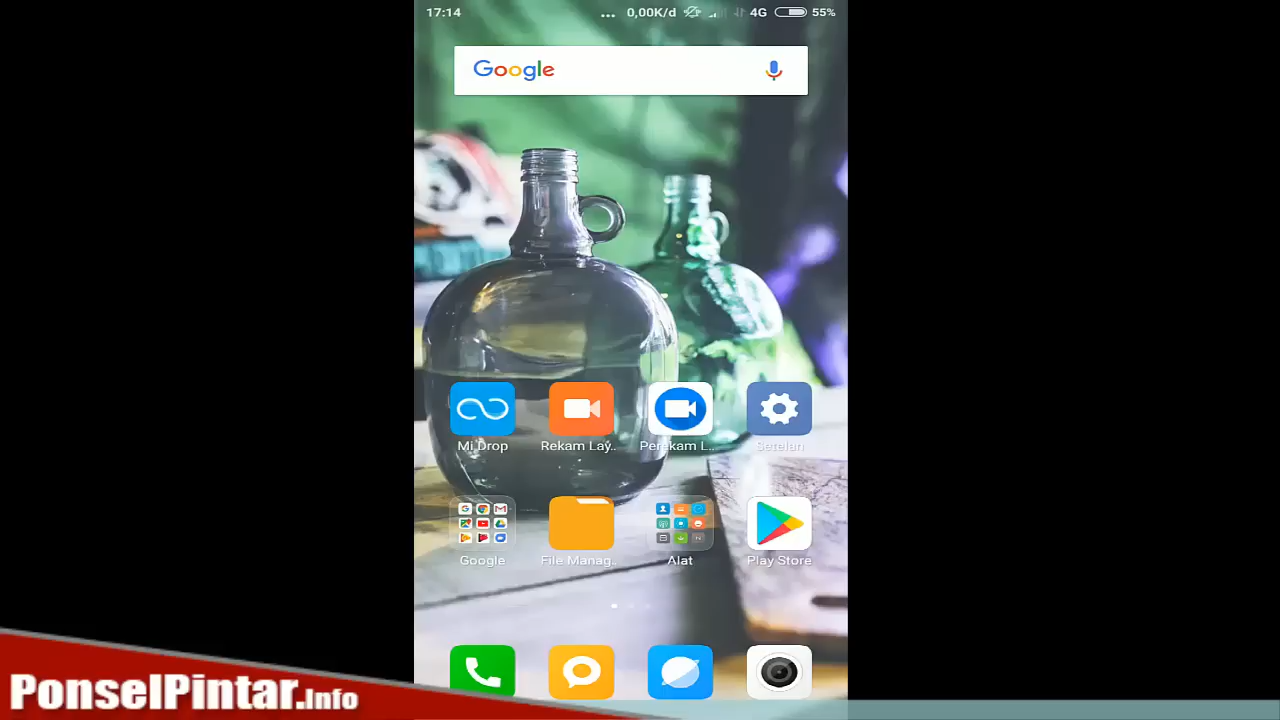 17:14 ... 0,00K/d 4G 55%
Google
Mi Drop Rekam Lay.. Perekam L.. Setelan
Google File Manag.. Alat Play Store
PonselPintar.Info